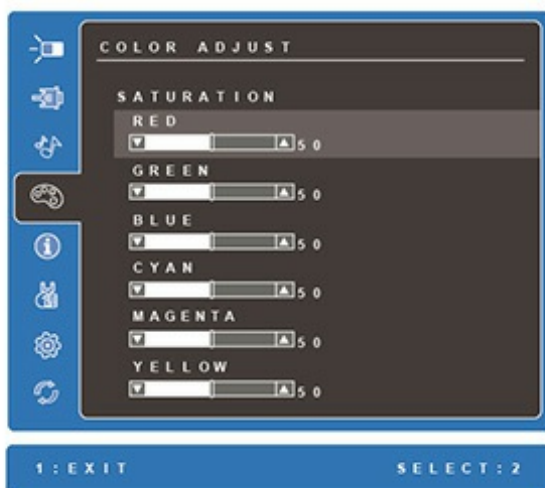 COLOR ADJUST
SATURATION
RED
50
GREEN
50
BLUE
50
CYAN
50
MAGENTA
50
YELLOW
50
1:EXIT SELECT:2